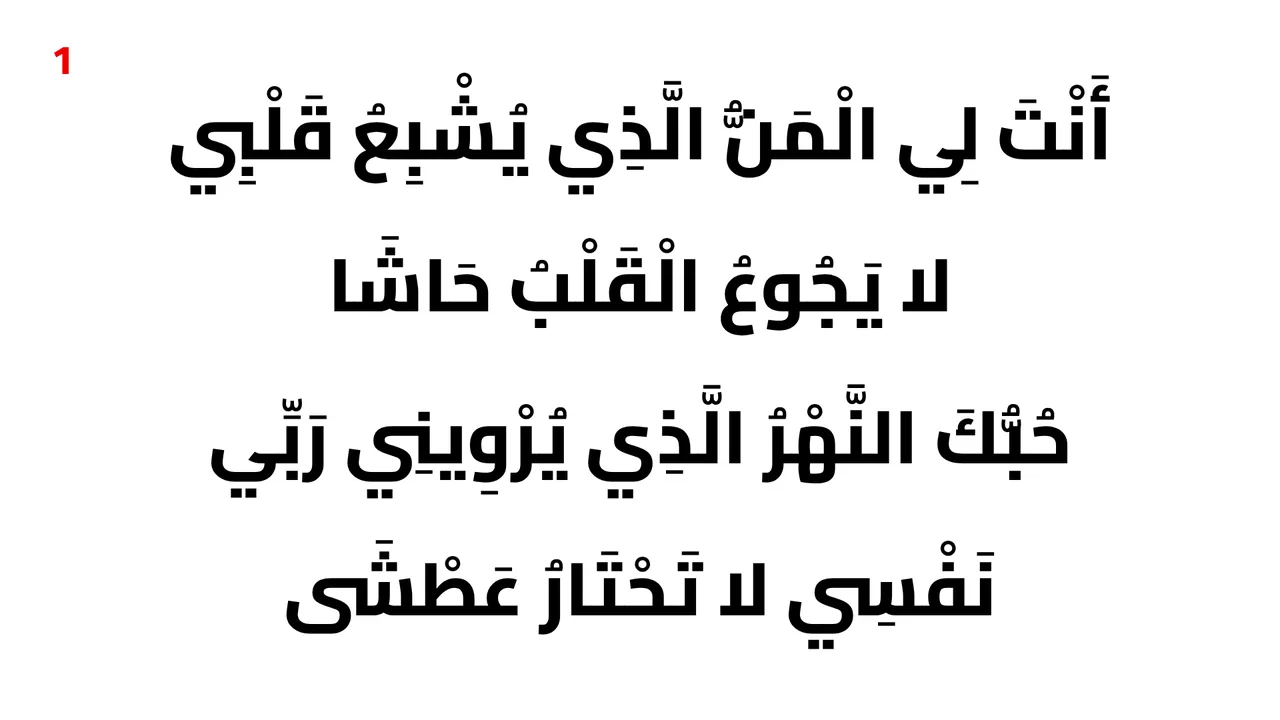 1
أَنْتَ لِي الْمَنُّ الَّذِي يُشْبِعُ قَلْبِي
لا يَجُوعُ الْقَلْبُ حَاشَا
حُبُّكَ النَّهْرُ الَّذِي يُرْوِينِي رَبِّي
نَفْسِي لا تَحْتَارُ عَطْشَى